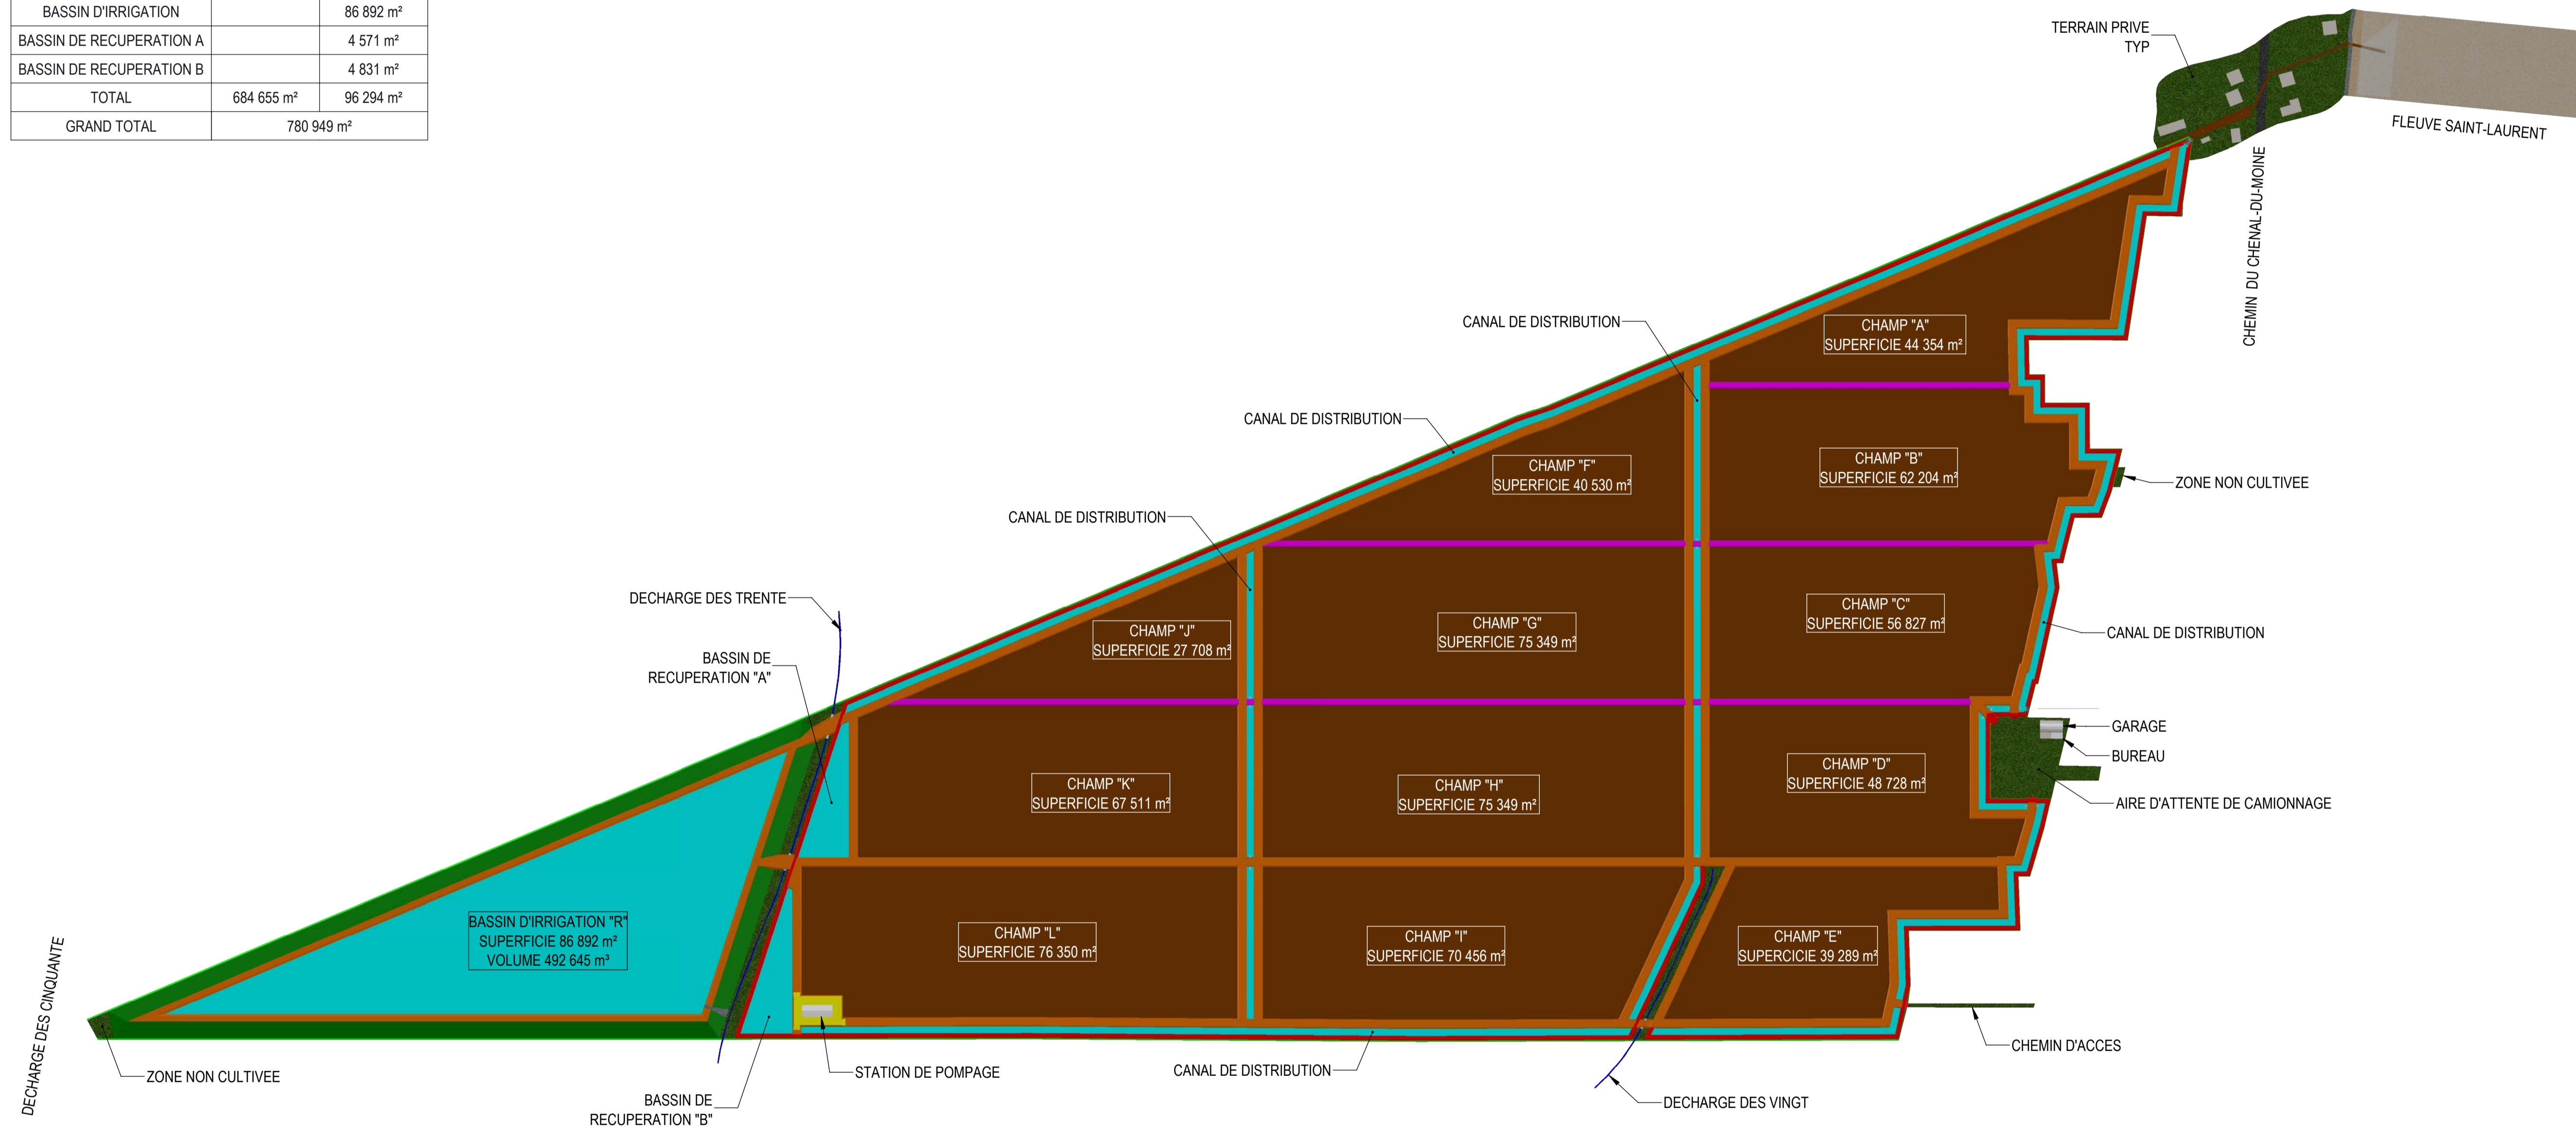 BASSIN D'IRRIGATION 86 892 m²
BASSIN DE RECUPERATION A 4 571 m²
BASSIN DE RECUPERATION B 4 831 m²
TOTAL 684 655 m² 96 294 m²
GRAND TOTAL 780 949 m²
TERRAIN PRIVE
TYP
FLEUVE SAINT-LAURENT
CHEMIN DU CHENAL-DU-MOINE
CANAL DE DISTRIBUTION
CHAMP "A"
SUPERFICIE 44 354 m²
CANAL DE DISTRIBUTION
CHAMP "F"
SUPERFICIE 40 530 m²
CHAMP "B"
SUPERFICIE 62 204 m²
ZONE NON CULTIVEE
CANAL DE DISTRIBUTION
DECHARGE DES TRENTE
CHAMP "J"
SUPERFICIE 27 708 m²
CHAMP "G"
SUPERFICIE 75 349 m²
CHAMP "C"
SUPERFICIE 56 827 m²
CANAL DE DISTRIBUTION
BASSIN DE
RECUPERATION "A"
GARAGE
BUREAU
CHAMP "K"
SUPERFICIE 67 511 m²
CHAMP "H"
SUPERFICIE 75 349 m²
CHAMP "D"
SUPERFICIE 48 728 m²
AIRE D'ATTENTE DE CAMIONNAGE
BASSIN D'IRRIGATION "R"
SUPERFICIE 86 892 m²
VOLUME 492 645 m³
CHAMP "L"
SUPERFICIE 76 350 m²
CHAMP "I"
SUPERFICIE 70 456 m²
CHAMP "E"
SUPERCICIE 39 289 m²
DECHARGE DES CINQUANTE
CHEMIN D'ACCES
ZONE NON CULTIVEE
STATION DE POMPAGE
CANAL DE DISTRIBUTION
BASSIN DE
RECUPERATION "B"
DECHARGE DES VINGT